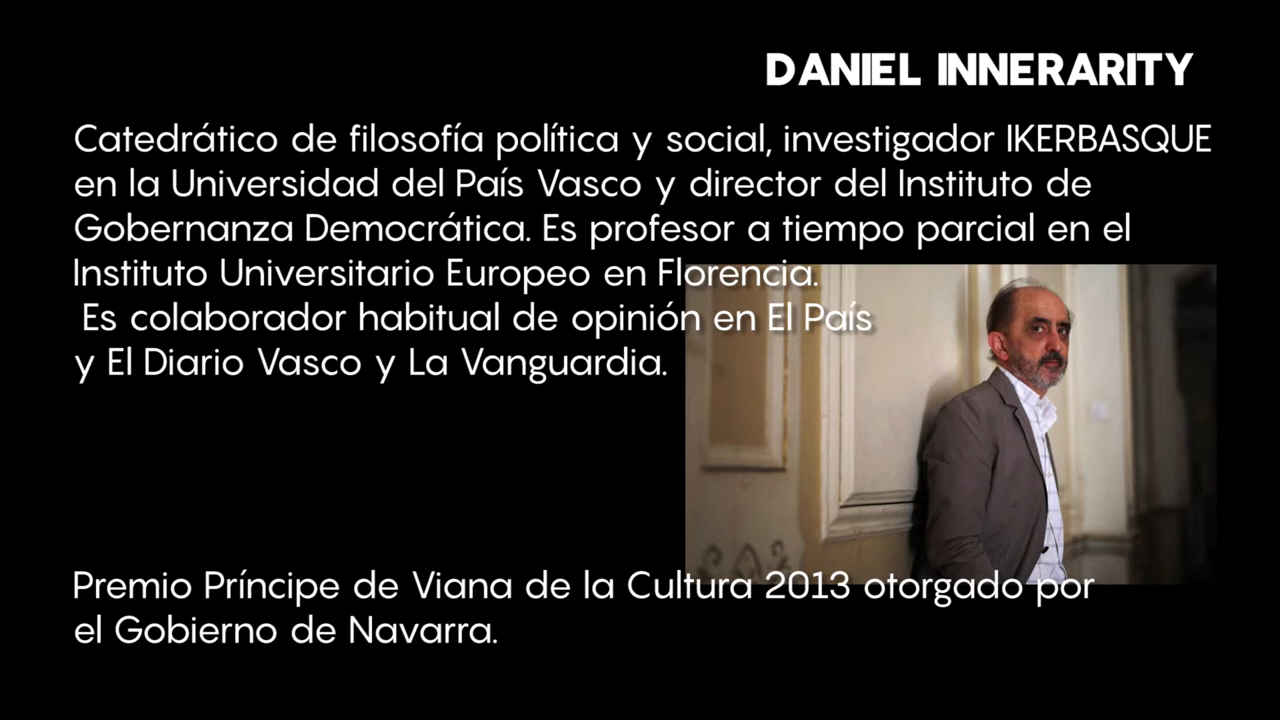 DANIEL INNERARITY
Catedrático de filosofía política y social, investigador IKERBASQUE
en la Universidad del País Vasco y director del Instituto de
Gobernanza Democrática. Es profesor a tiempo parcial en el
Instituto Universitario Europeo en Florencia.
Es colaborador habitual de opinión en El País
y El Diario Vasco y La Vanguardia.
Premio Príncipe de Viana de la Cultura 2013 otorgado por
el Gobierno de Navarra.